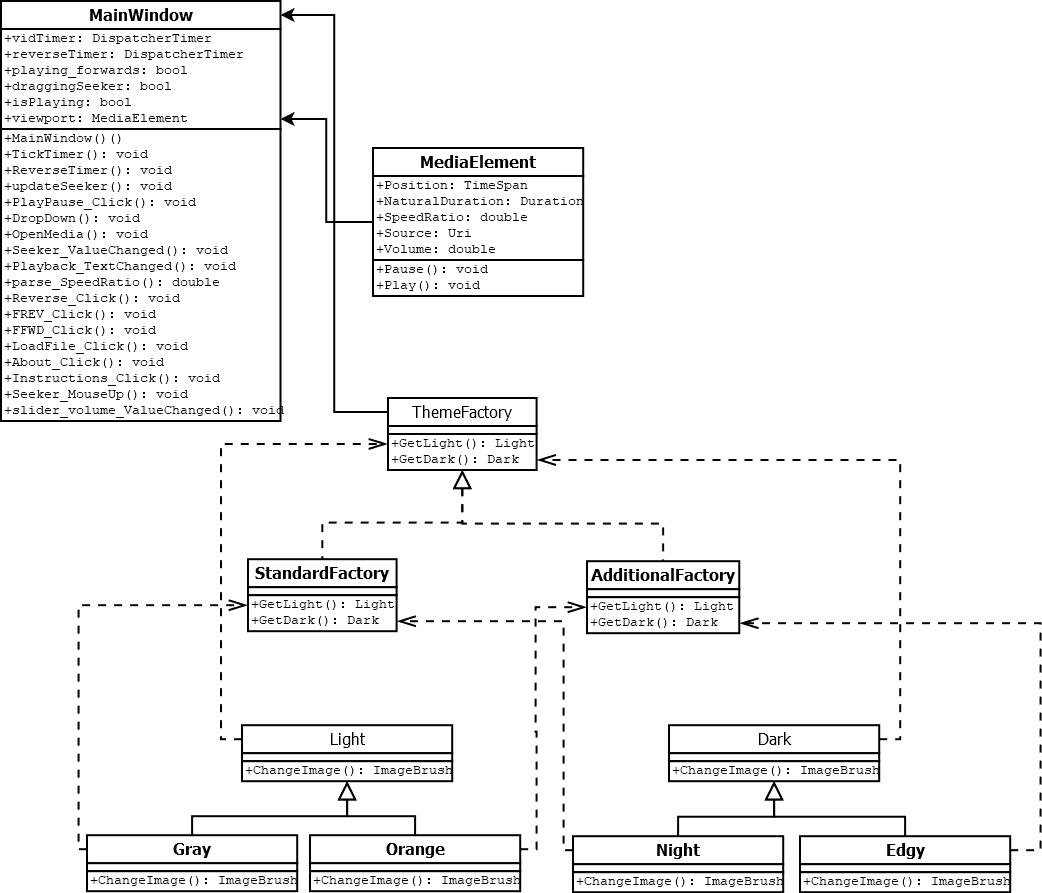 MainWindow
+vidTimer: DispatcherTimer
+reverseTimer: DispatcherTimer
+playing_forwards: bool
+draggingSeeker: bool
+isPlaying: bool
+viewport: MediaElement
+MainWindow()()
+TickTimer(): void
+ReverseTimer(): void
+updateSeeker(): void
+PlayPause_Click(): void
+DropDown(): void
+OpenMedia(): void
+Seeker_ValueChanged(): void
+Playback_TextChanged(): void
+parse_SpeedRatio(): double
+Reverse_Click(): void
+FREV_Click(): void
+FFWD_Click(): void
+LoadFile_Click(): void
+About_Click(): void
+Instructions_Click(): void
+Seeker_MouseUp(): void
+slider_volume_ValueChanged(): void
MediaElement
+Position: TimeSpan
+NaturalDuration: Duration
+SpeedRatio: double
+Source: Uri
+Volume: double
+Pause(): void
+Play(): void
ThemeFactory
+GetLight(): Light
+GetDark(): Dark
StandardFactory
+GetLight(): Light
+GetDark(): Dark
AdditionalFactory
+GetLight(): Light
+GetDark(): Dark
Light
+ChangeImage(): ImageBrush
Dark
+ChangeImage(): ImageBrush
Gray
+ChangeImage(): ImageBrush
Orange
+ChangeImage(): ImageBrush
Night
+ChangeImage(): ImageBrush
Edgy
+ChangeImage(): ImageBrush